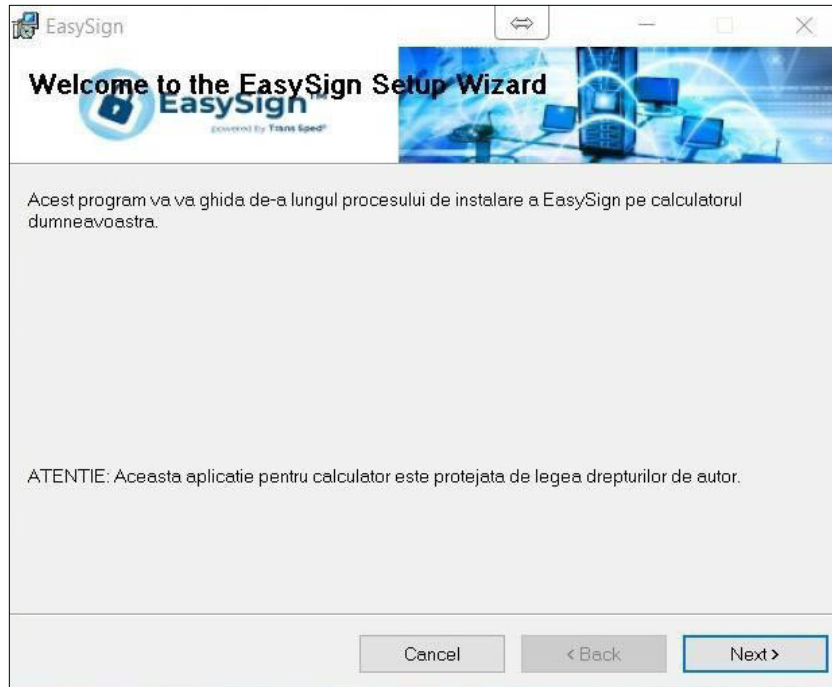 EasySign
Welcome to the EasySign Setup Wizard
EasySign™
powered by Trans Sped®
Acest program va va ghida de-a lungul procesului de instalare a EasySign pe calculatorul
dumneavoastra.
ATENTIE: Aceasta aplicatie pentru calculator este protejata de legea drepturilor de autor.
Cancel
< Back
Next >